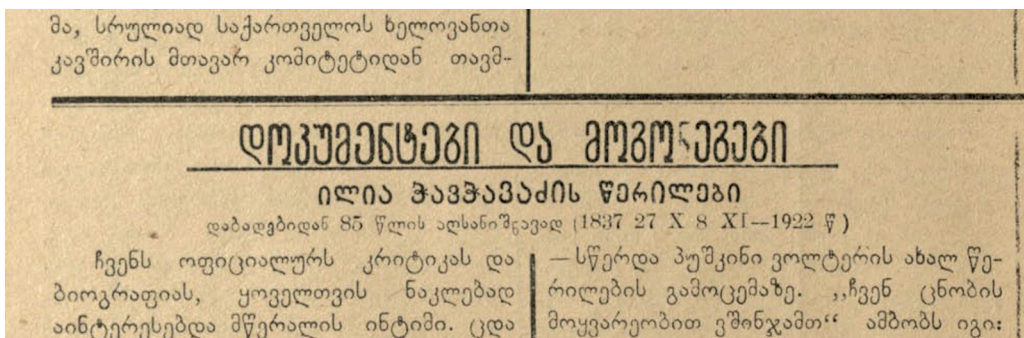 მა, სრულიად საქართველოს ხელოვანთა
კავშირის მთავარ კომიტეტიდან თავმ-
დოკუმენტები და მოგონებები
ილია ჭავჭავაძის წერილები
დაბადებიდან 85 წლის აღსანიშნავად (1837 27 X 8 XI—1922 წ)
ჩვენს ოფიციალურს კრიტიკას და
ბიოგრაფიას, ყოველთვის ნაკლებად
აინტერესებდა მწერალის ინტიმი. ცდა
—სწერდა პუშკინი ვოლტერის ახალ წე-
რილების გამოცემაზე. „ჩვენ ცნობის
მოყვარეობით ვშინჯამთ“ ამბობს იგი: